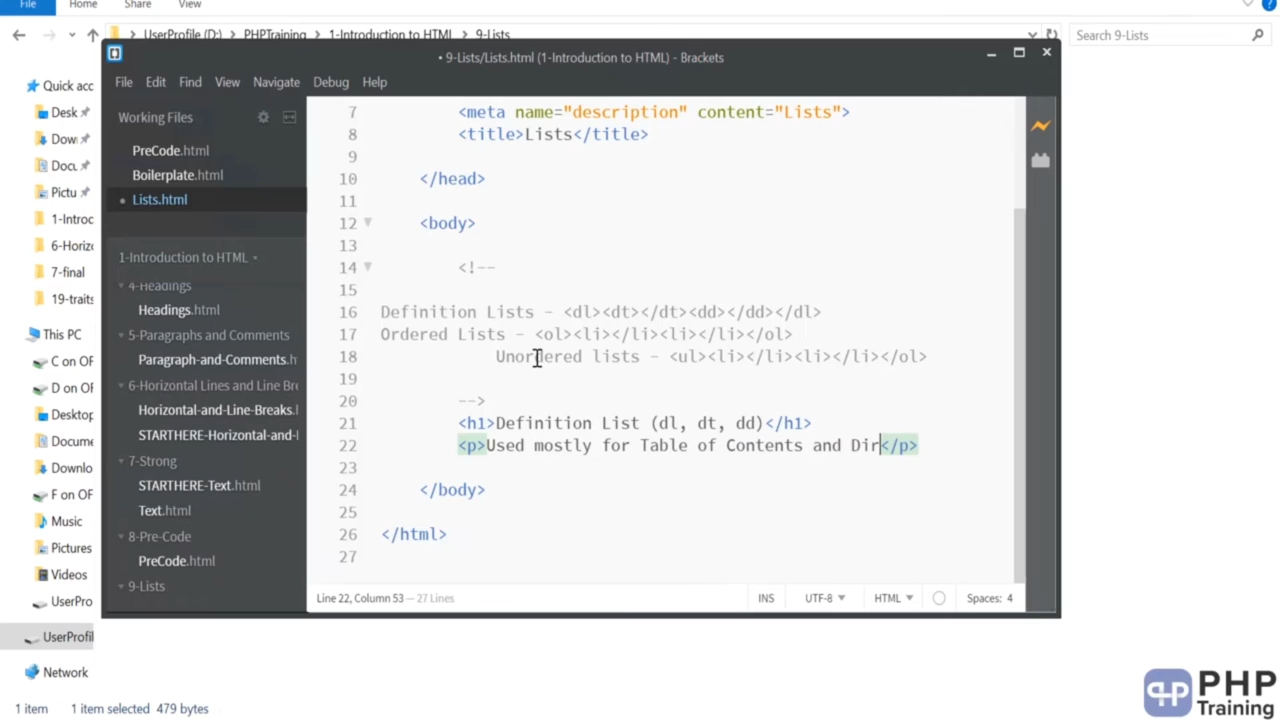 File Home Share View
UserProfile (D:) PHPTraining 1-Introduction to HTML 9-Lists
Search 9-Lists
• 9-Lists/Lists.html (1-Introduction to HTML) - Brackets
File Edit Find View Navigate Debug Help
Working Files
PreCode.html
Boilerplate.html
Lists.html
1-Introduction to HTML
4-Headings
Headings.html
5-Paragraphs and Comments
Paragraph-and-Comments.h
6-Horizontal Lines and Line Bre
Horizontal-and-Line-Breaks.
STARTHERE-Horizontal-and-
7-Strong
STARTHERE-Text.html
Text.html
8-Pre-Code
PreCode.html
9-Lists
7 <meta name="description" content="Lists">
8 <title>Lists</title>
9
10 </head>
11
12 <body>
13
14 <!--
15
16 Definition Lists - <dl><dt></dt><dd></dd></dl>
17 Ordered Lists - <ol><li></li><li></li></ol>
18 Unordered lists - <ul><li></li><li></li></ol>
19
20 -->
21 <h1>Definition List (dl, dt, dd)</h1>
22 <p>Used mostly for Table of Contents and Dir</p>
23
24 </body>
25
26 </html>
27
Line 22, Column 53 — 27 Lines
INS UTF-8 HTML Spaces: 4
Quick acc
Desk
Dow
Docu
Pictu
1-Introc
6-Horizo
7-final
19-traits
This PC
C on OF
D on OF
Desktop
Docume
Downlo
F on OF
Music
Pictures
Videos
UserPro
UserProfil
Network
1 item 1 item selected 479 bytes
PHP
Training